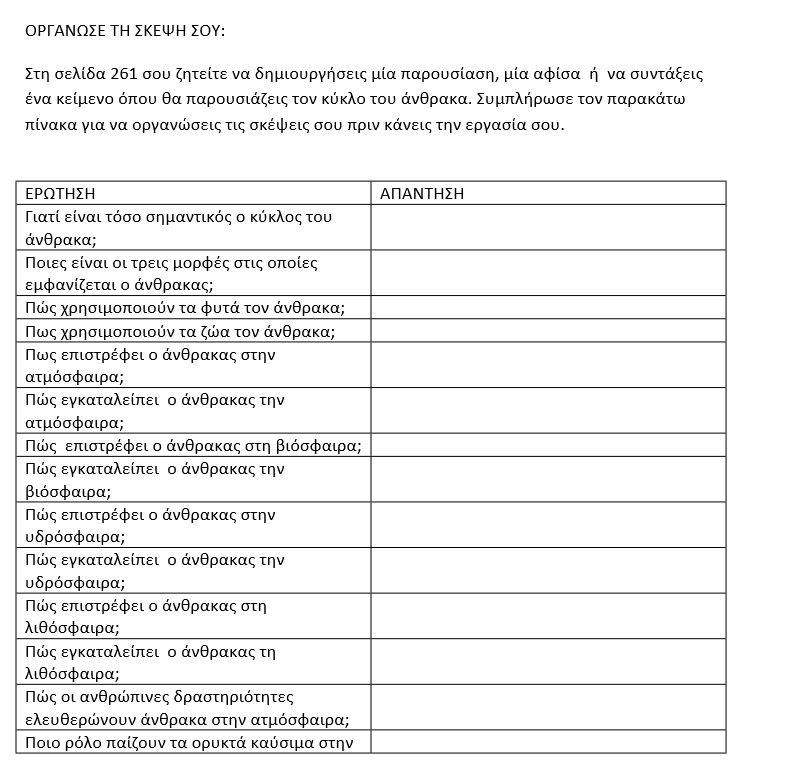 ΟΡΓΑΝΩΣΕ ΤΗ ΣΚΕΨΗ ΣΟΥ:
Στη σελίδα 261 σου ζητείτε να δημιουργήσεις μία παρουσίαση, μία αφίσα  ή  να συντάξεις
ένα κείμενο όπου θα παρουσιάζεις τον κύκλο του άνθρακα. Συμπλήρωσε τον παρακάτω
πίνακα για να οργανώσεις τις σκέψεις σου πριν κάνεις την εργασία σου.
ΕΡΩΤΗΣΗ ΑΠΑΝΤΗΣΗ
Γιατί είναι τόσο σημαντικός ο κύκλος του
άνθρακα;
Ποιες είναι οι τρεις μορφές στις οποίες
εμφανίζεται ο άνθρακας;
Πώς χρησιμοποιούν τα φυτά τον άνθρακα;
Πως χρησιμοποιούν τα ζώα τον άνθρακα;
Πως επιστρέφει ο άνθρακας στην
ατμόσφαιρα;
Πώς εγκαταλείπει  ο άνθρακας την
ατμόσφαιρα;
Πώς  επιστρέφει ο άνθρακας στη βιόσφαιρα;
Πώς εγκαταλείπει  ο άνθρακας την
βιόσφαιρα;
Πώς επιστρέφει ο άνθρακας στην
υδρόσφαιρα;
Πώς εγκαταλείπει  ο άνθρακας την
υδρόσφαιρα;
Πώς επιστρέφει ο άνθρακας στη
λιθόσφαιρα;
Πώς εγκαταλείπει  ο άνθρακας τη
λιθόσφαιρα;
Πώς οι ανθρώπινες δραστηριότητες
ελευθερώνουν άνθρακα στην ατμόσφαιρα;
Ποιο ρόλο παίζουν τα ορυκτά καύσιμα στην